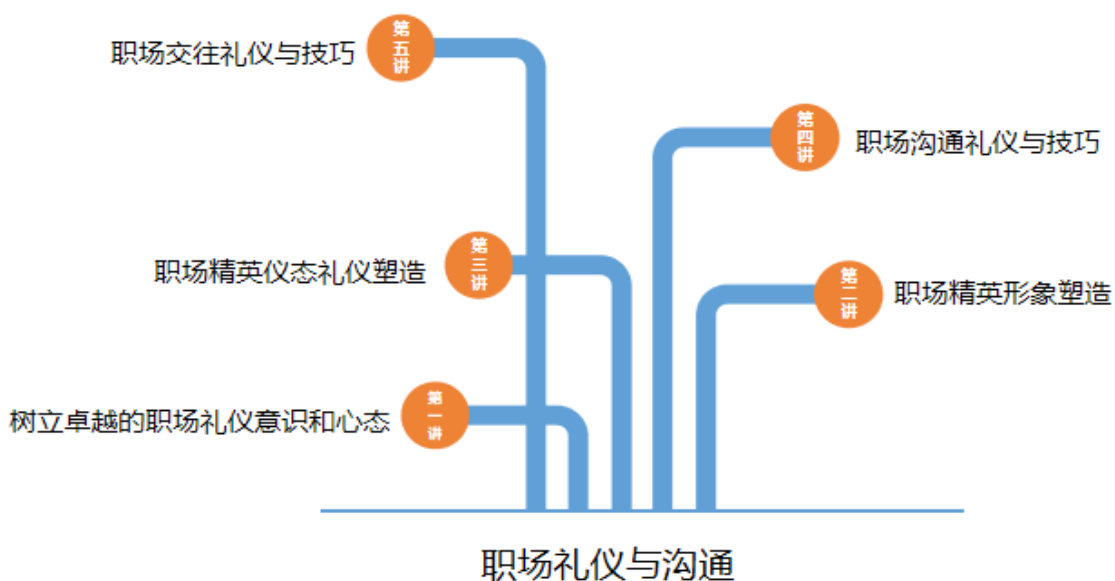 职场交往礼仪与技巧
第五讲
第四讲
职场沟通礼仪与技巧
职场精英仪态礼仪塑造
第三讲
第二讲
职场精英形象塑造
树立卓越的职场礼仪意识和心态
第一讲
职场礼仪与沟通